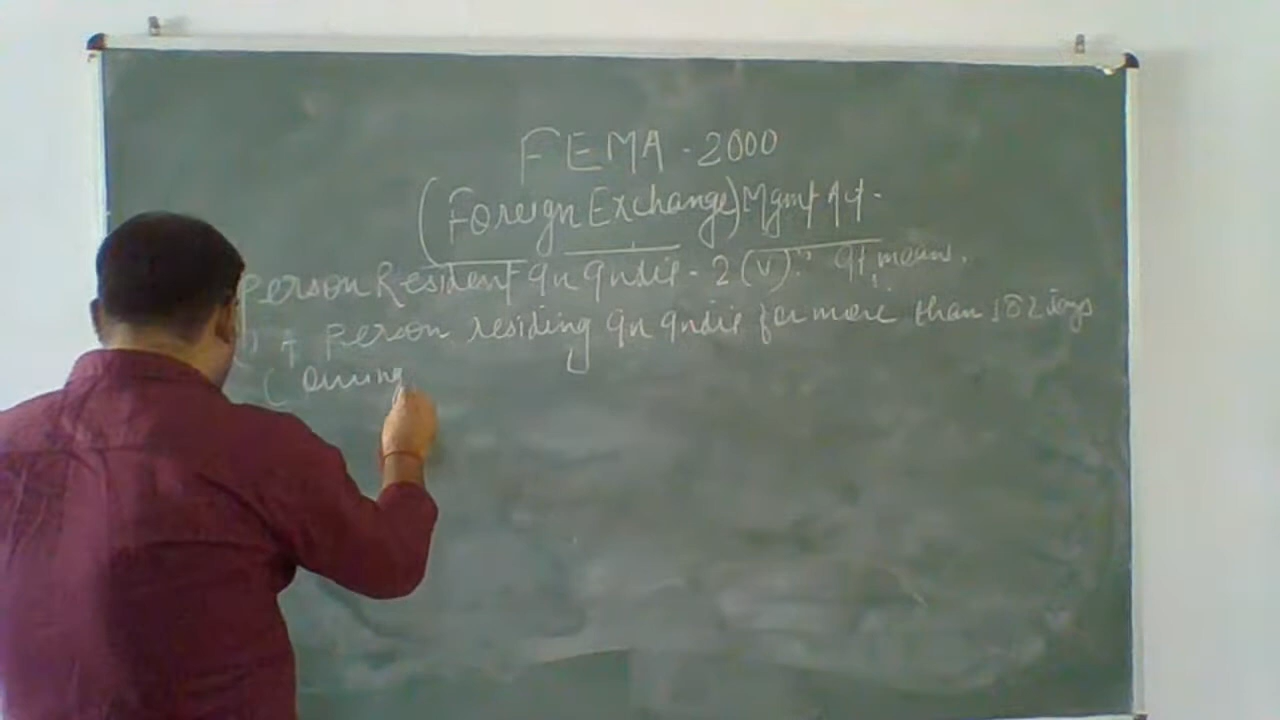 FEMA - 2000
(Foreign Exchange) Mgmt Act.
Person Resident In India - 2(v):" It means.
(i) A Person residing In India for more than 182 days
( During